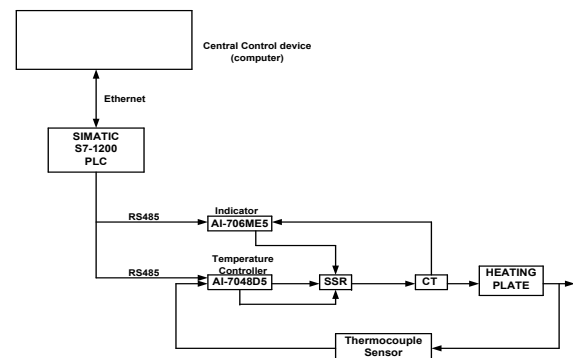 Central Control device
(computer)
Ethernet
SIMATIC
S7-1200
PLC
RS485
Indicator
AI-706ME5
RS485
Temperature
Controller
AI-7048D5
SSR
CT
HEATING
PLATE
Thermocouple
Sensor